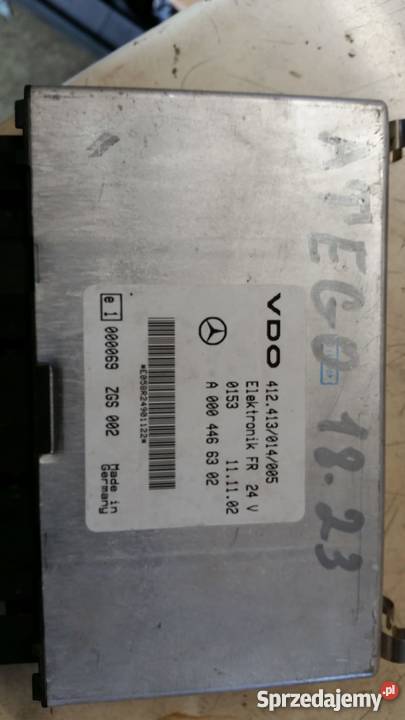 ATEGO 18.23
VDO
412.413/014/005
Elektronik FR 24 V
0153 11.11.02
A 000 446 63 02
*E058R24901122*
e1 000069 ZGS 002
Made in
Germany
Sprzedajemy.pl